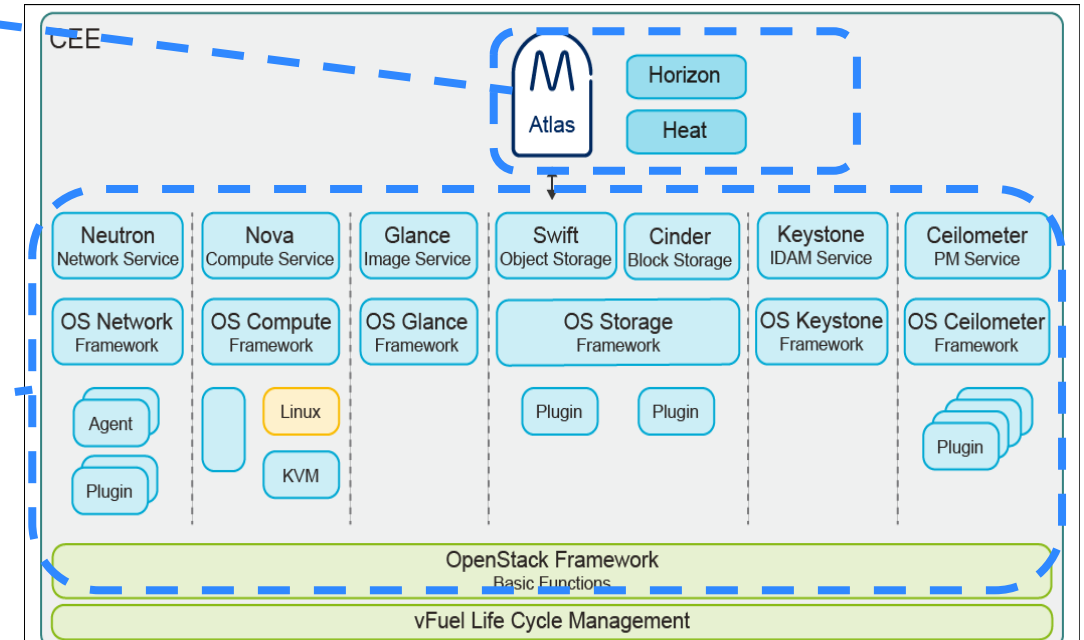 CEE
Atlas
Horizon
Heat
Neutron
Network Service
Nova
Compute Service
Glance
Image Service
Swift
Object Storage
Cinder
Block Storage
Keystone
IDAM Service
Ceilometer
PM Service
OS Network
Framework
OS Compute
Framework
OS Glance
Framework
OS Storage
Framework
OS Keystone
Framework
OS Ceilometer
Framework
Agent
Plugin
Linux
KVM
Plugin
Plugin
Plugin
OpenStack Framework
Basic Functions
vFuel Life Cycle Management